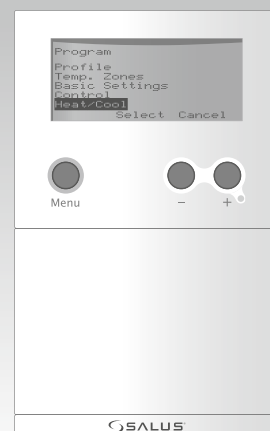 Program
Profile
Temp. Zones
Basic Settings
Control
Heat/Cool
Select Cancel
Menu - +
SALUS